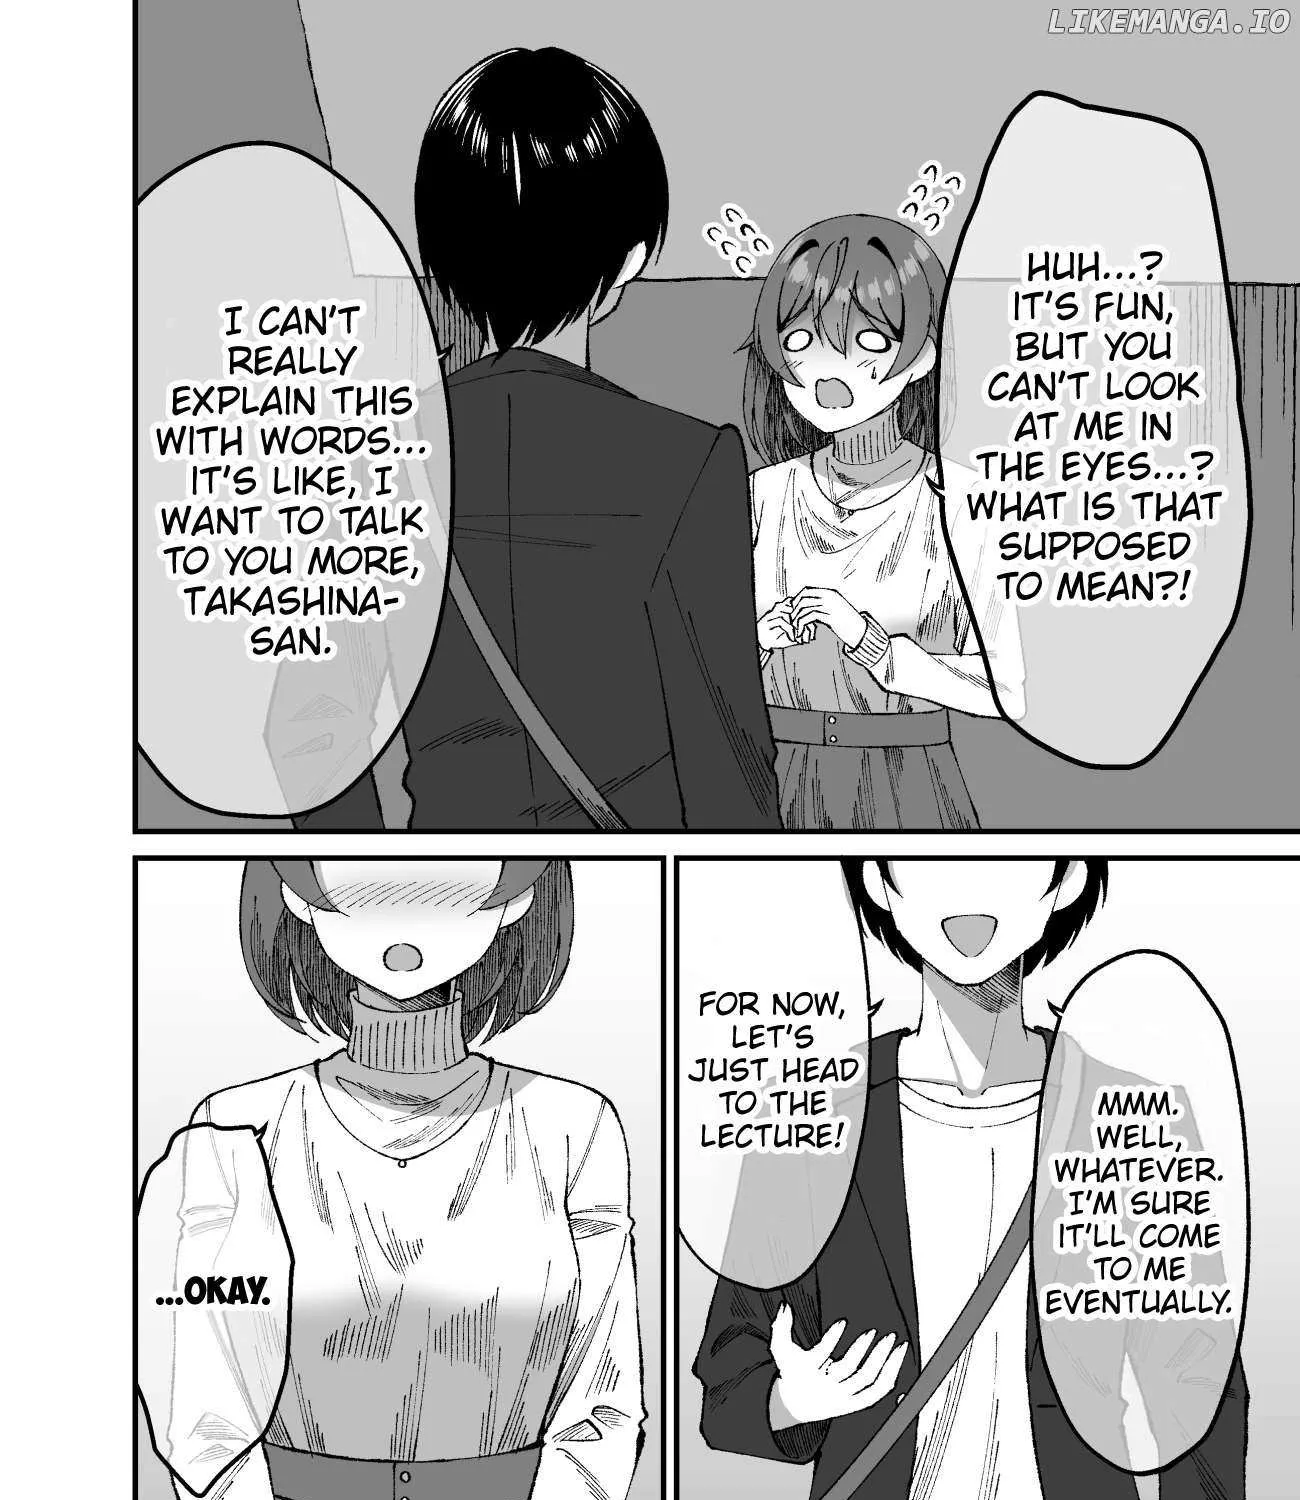 LIKEMANGA.IO
HUH...?
IT'S FUN,
BUT YOU
CAN'T LOOK
AT ME IN
THE EYES...?
WHAT IS THAT
SUPPOSED
TO MEAN?!
I CAN'T
REALLY
EXPLAIN THIS
WITH WORDS...
IT'S LIKE, I
WANT TO TALK
TO YOU MORE,
TAKASHINA-
SAN.
MMM.
WELL,
WHATEVER.
I'M SURE
IT'LL COME
TO ME
EVENTUALLY.
FOR NOW,
LET'S
JUST HEAD
TO THE
LECTURE!
...OKAY.